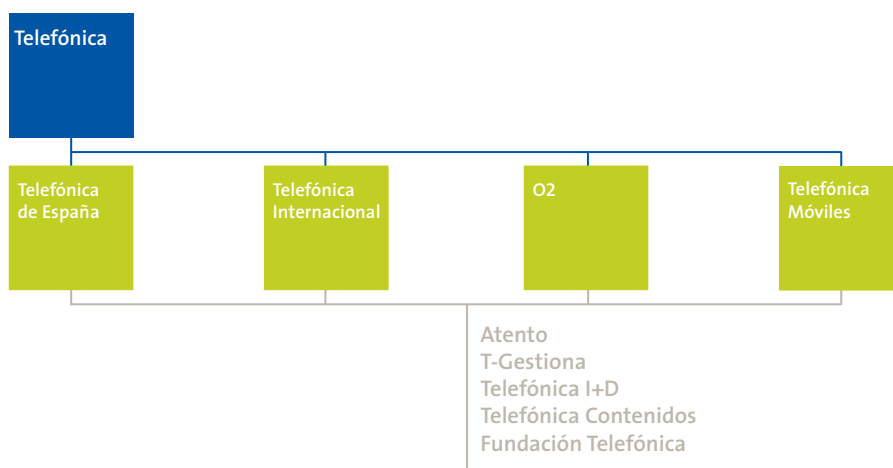 Telefónica
Telefónica
de España
Telefónica
Internacional
O2
Telefónica
Móviles
Atento
T-Gestiona
Telefónica I+D
Telefónica Contenidos
Fundación Telefónica